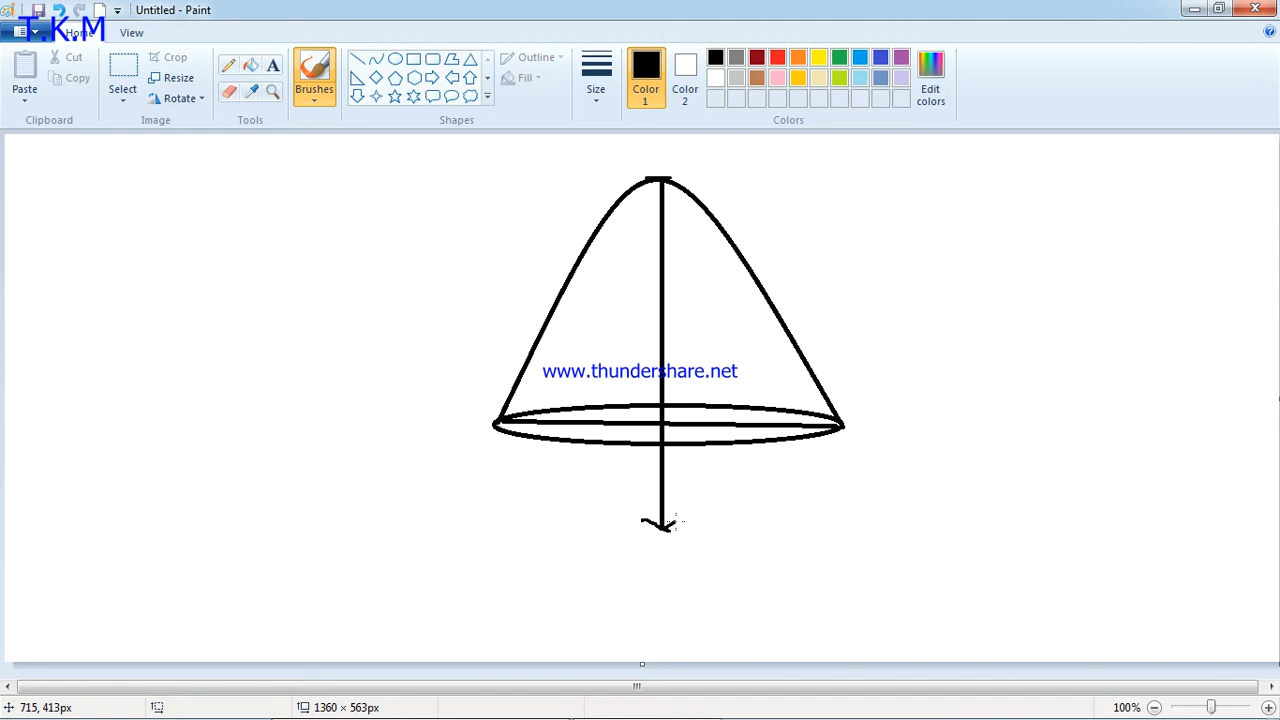 Untitled - Paint
T.K.M
Home
View
Cut
Copy
Paste
Clipboard
Select
Crop
Resize
Rotate
Image
Tools
Brushes
Shapes
Outline
Fill
Size
Color 1
Color 2
Edit colors
Colors
www.thundershare.net
715, 413px
1360 × 563px
100%